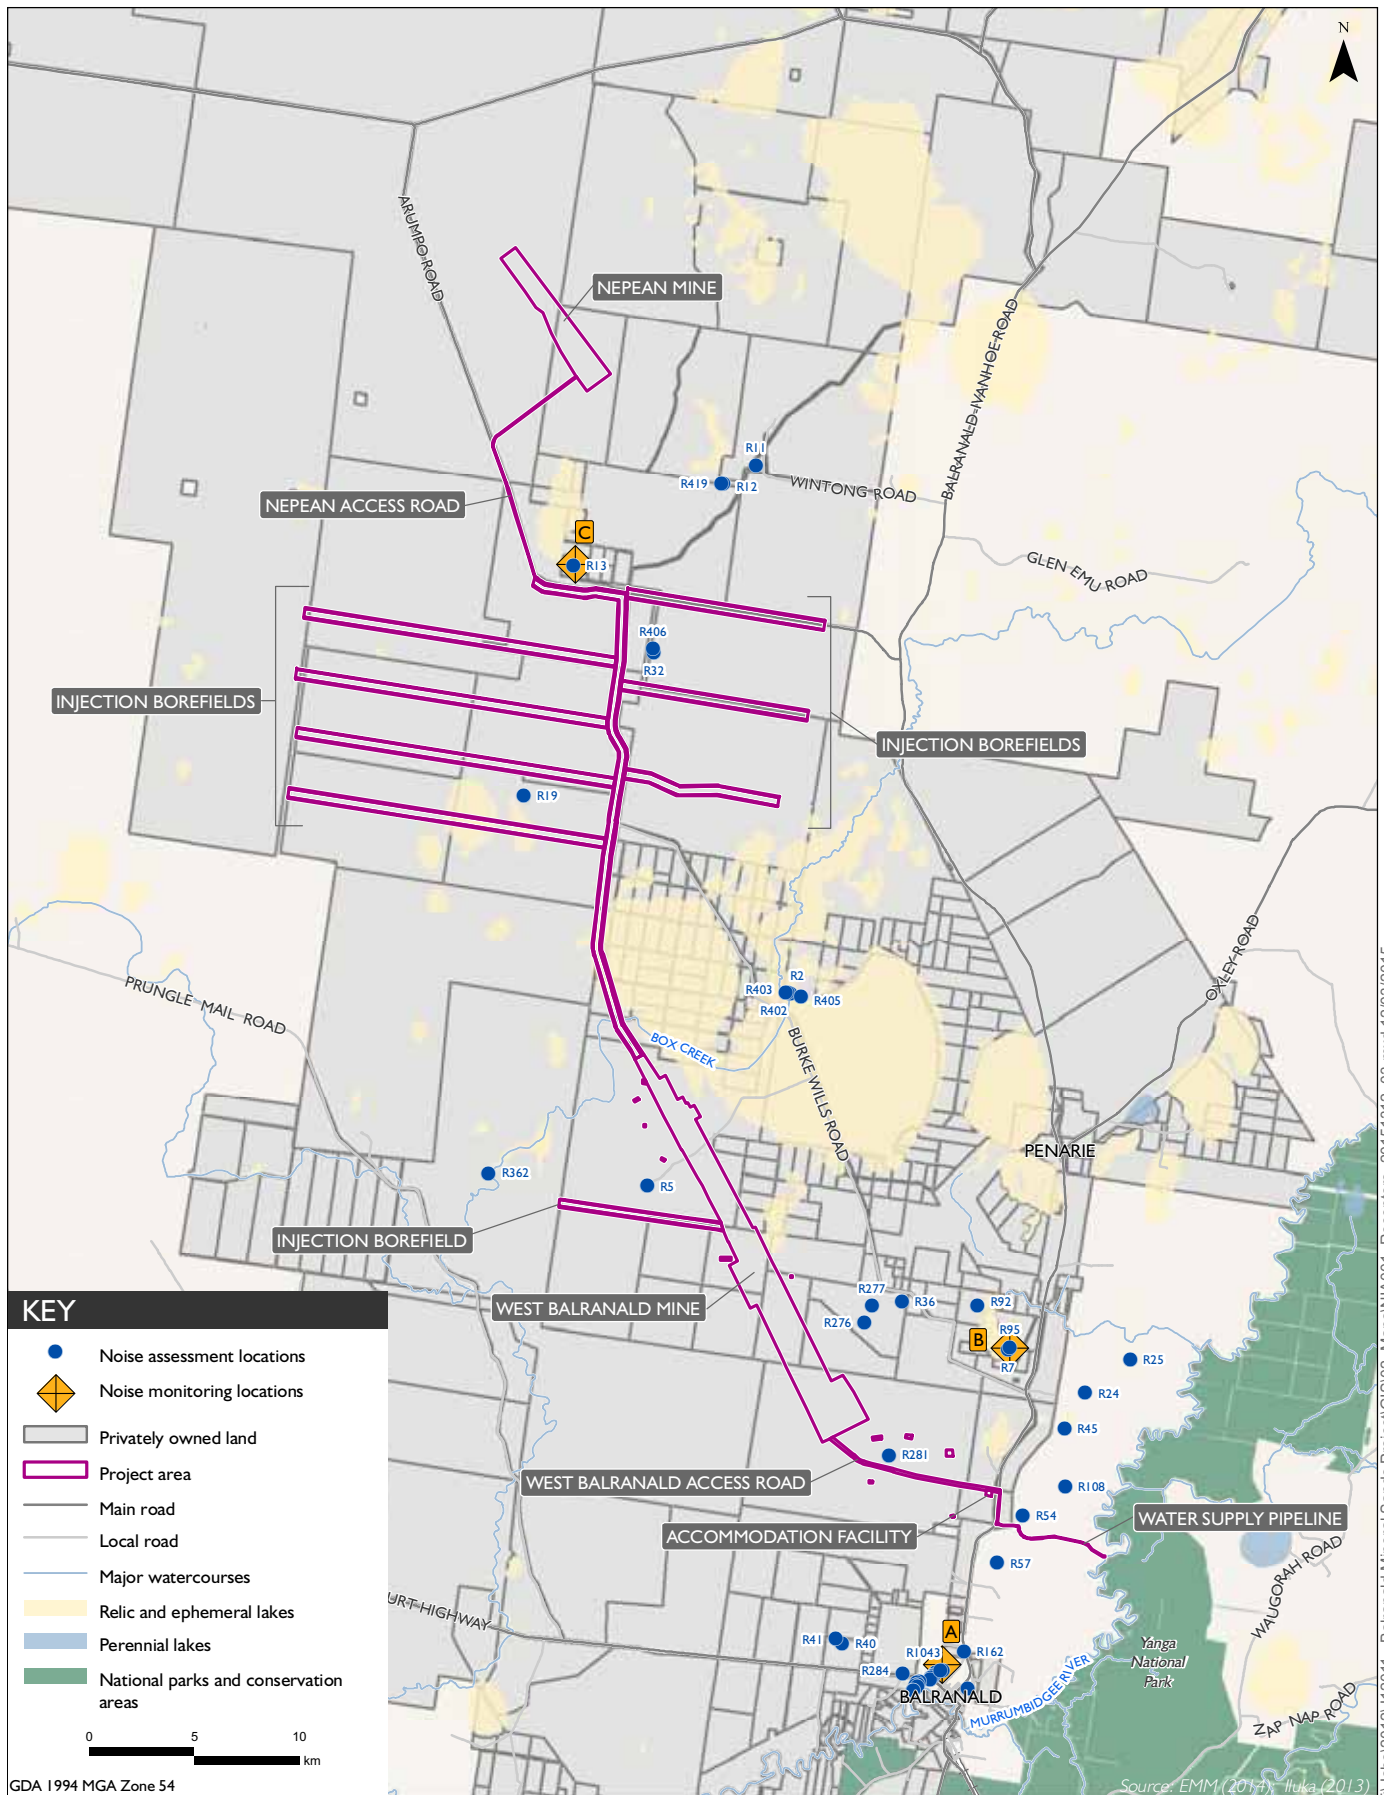 N
ARUMPO ROAD
NEPEAN MINE
BALRANALD-IVANHOE ROAD
R11
R419
R12
WINTONG ROAD
NEPEAN ACCESS ROAD
C
R13
GLEN EMU ROAD
R406
R32
INJECTION BOREFIELDS
INJECTION BOREFIELDS
R19
OXLEY ROAD
PRUNGLE MAIL ROAD
R2
R403
R405
R402
BOX CREEK
BURKE WILLS ROAD
PENARIE
R362
R5
INJECTION BOREFIELD
WEST BALRANALD MINE
R277
R36
R92
R276
B
R95
R7
R25
R24
R45
R281
WEST BALRANALD ACCESS ROAD
R108
R54
WATER SUPPLY PIPELINE
ACCOMMODATION FACILITY
R57
WAUGORAH ROAD
URT HIGHWAY
A
R41
R40
R1043
R162
R284
BALRANALD
Yanga
National
Park
MURRUMBIDGEE RIVER
ZAP NAP ROAD
KEY
Noise assessment locations
Noise monitoring locations
Privately owned land
Project area
Main road
Local road
Major watercourses
Relic and ephemeral lakes
Perennial lakes
National parks and conservation
areas
0 5 10
km
GDA 1994 MGA Zone 54
Source: EMM (2014); Iluka (2013)